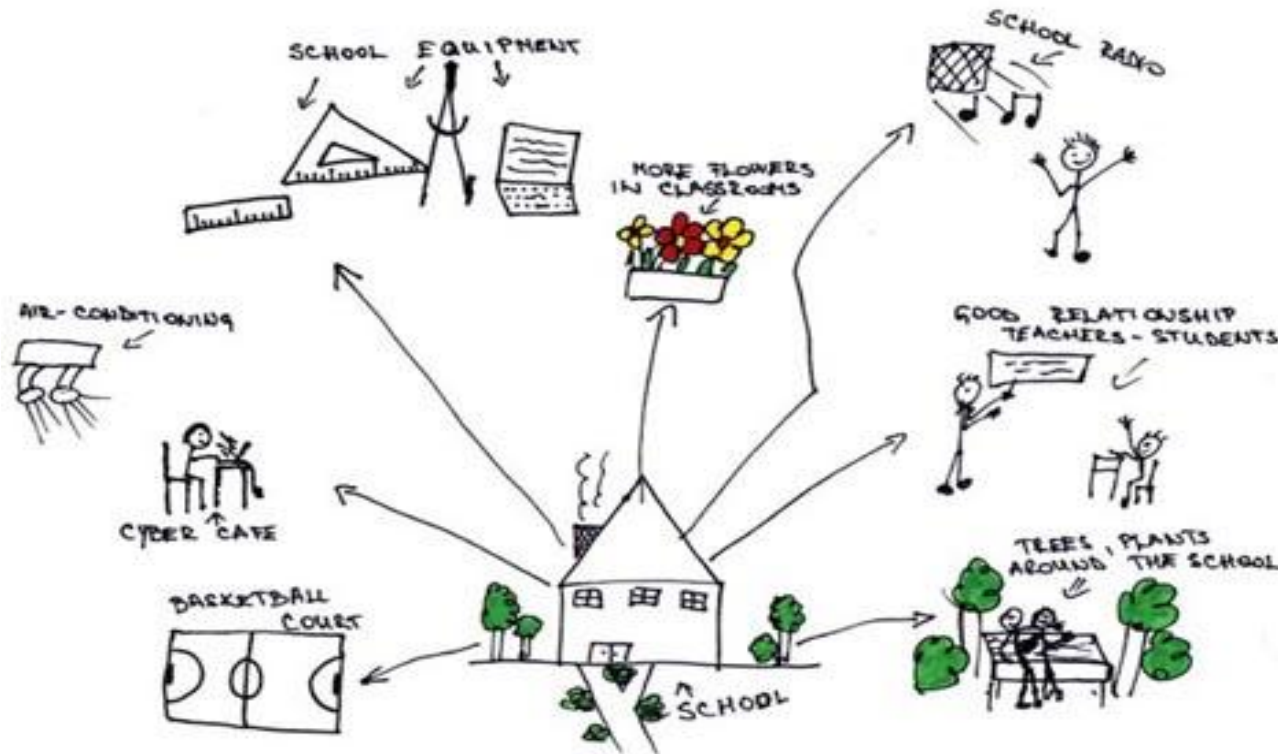 SCHOOL EQUIPMENT
SCHOOL RADIO
MORE FLOWERS
IN CLASSROOMS
AIR-CONDITIONING
GOOD RELATIONSHIP
TEACHERS-STUDENTS
CYBER CAFE
TREES, PLANTS
AROUND THE SCHOOL
BASKETBALL
COURT
SCHOOL